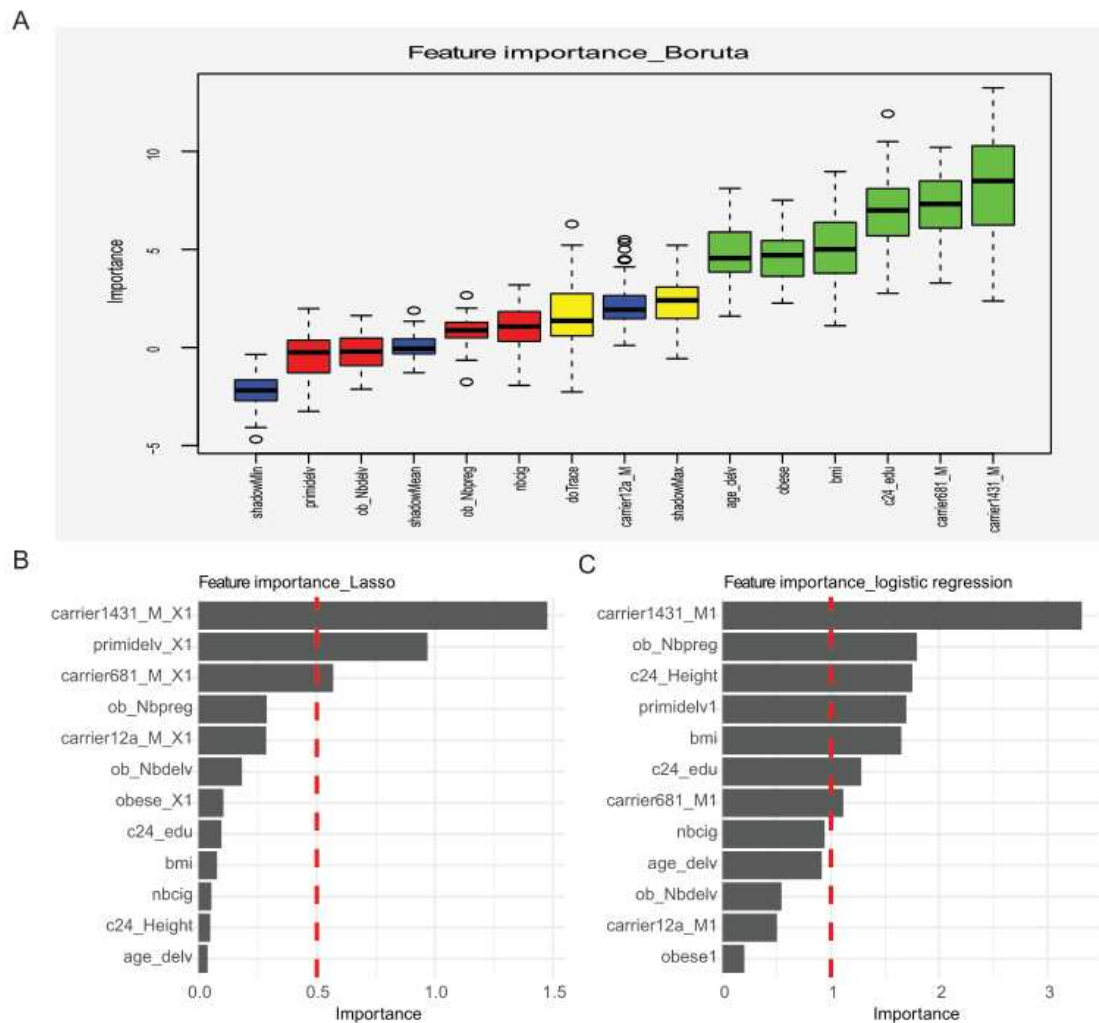 A
Feature importance_Boruta
Importance
10
5
0
-5
shadowMin
primidelv
ob_Nbdelv
shadowMean
ob_Nbpreg
nbcig
doTrace
carrier12a_M
shadowMax
age_delv
obese
bmi
c24_edu
carrier681_M
carrier1431_M
B
Feature importance_Lasso
carrier1431_M_X1
primidelv_X1
carrier681_M_X1
ob_Nbpreg
carrier12a_M_X1
ob_Nbdelv
obese_X1
c24_edu
bmi
nbcig
c24_Height
age_delv
0.0 0.5 1.0 1.5
Importance
C
Feature importance_logistic regression
carrier1431_M1
ob_Nbpreg
c24_Height
primidelv1
bmi
c24_edu
carrier681_M1
nbcig
age_delv
ob_Nbdelv
carrier12a_M1
obese1
0 1 2 3
Importance